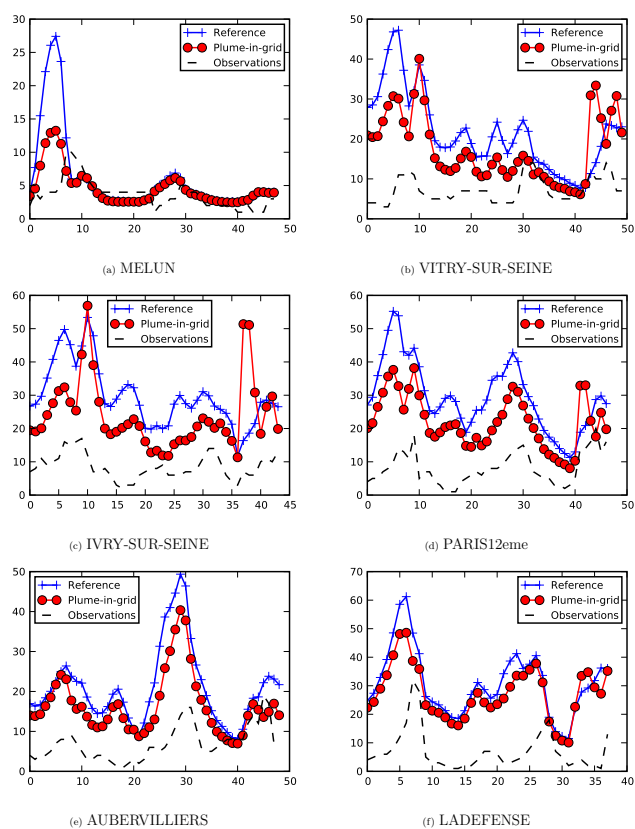 30
25
20
15
10
5
0
Reference
Plume-in-grid
Observations
0 10 20 30 40 50
(a) MELUN
50
40
30
20
10
0
Reference
Plume-in-grid
Observations
0 10 20 30 40 50
(b) VITRY-SUR-SEINE
60
50
40
30
20
10
0
Reference
Plume-in-grid
Observations
0 5 10 15 20 25 30 35 40 45
(c) IVRY-SUR-SEINE
60
50
40
30
20
10
0
Reference
Plume-in-grid
Observations
0 10 20 30 40 50
(d) PARIS12eme
50
40
30
20
10
0
Reference
Plume-in-grid
Observations
0 10 20 30 40 50
(e) AUBERVILLIERS
70
60
50
40
30
20
10
0
Reference
Plume-in-grid
Observations
0 5 10 15 20 25 30 35 40
(f) LADEFENSE